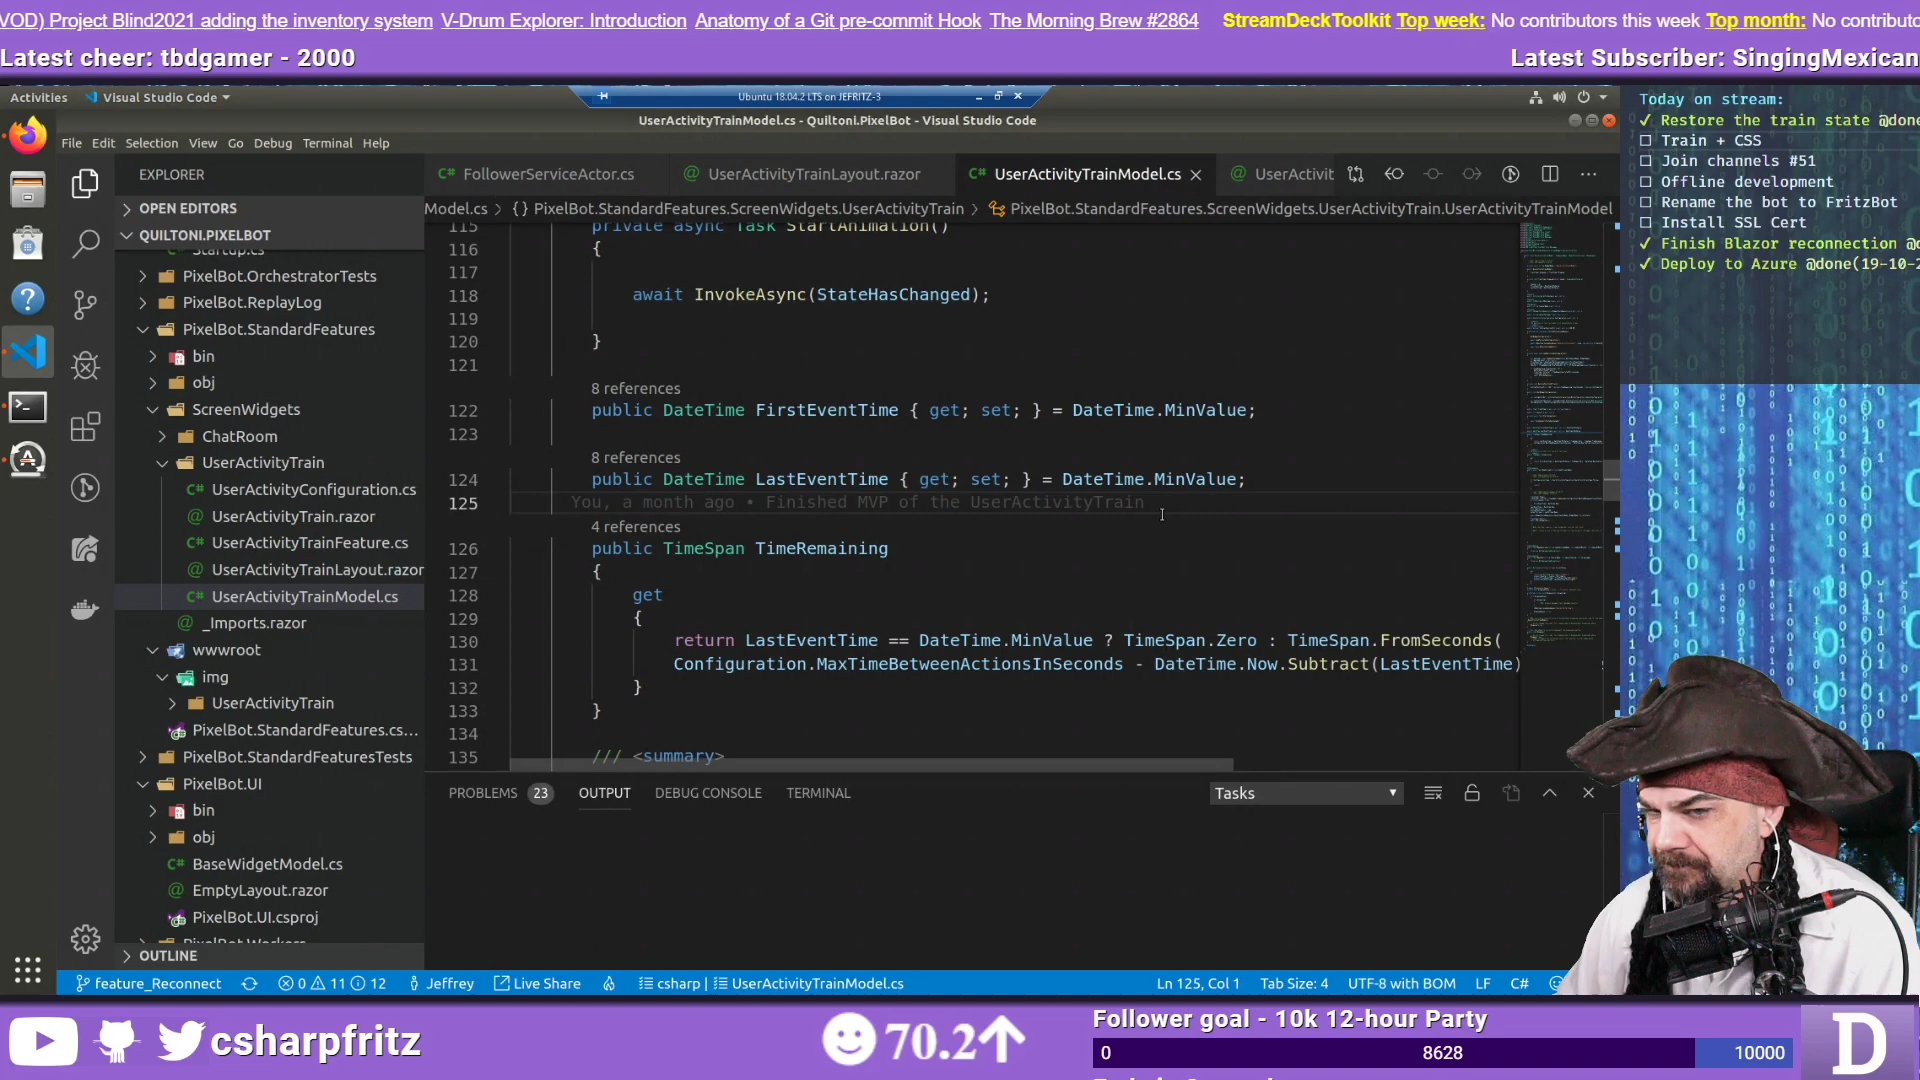 VOD) Project Blind2021 adding the inventory system V-Drum Explorer: Introduction Anatomy of a Git pre-commit Hook The Morning Brew #2864 StreamDeckToolkit Top week: No contributors this week Top month: No contributo
Latest cheer: tbdgamer - 2000
Latest Subscriber: SingingMexican
Activities Visual Studio Code
Ubuntu 18.04.2 LTS on JEFRITZ-3
UserActivityTrainModel.cs - Quiltoni.PixelBot - Visual Studio Code
File Edit Selection View Go Debug Terminal Help
EXPLORER
OPEN EDITORS
QUILTONI.PIXELBOT
Startup.cs
PixelBot.OrchestratorTests
PixelBot.ReplayLog
PixelBot.StandardFeatures
bin
obj
ScreenWidgets
ChatRoom
UserActivityTrain
UserActivityConfiguration.cs
UserActivityTrain.razor
UserActivityTrainFeature.cs
UserActivityTrainLayout.razor
UserActivityTrainModel.cs
_Imports.razor
wwwroot
img
UserActivityTrain
PixelBot.StandardFeatures.cs...
PixelBot.StandardFeaturesTests
PixelBot.UI
bin
obj
BaseWidgetModel.cs
EmptyLayout.razor
PixelBot.UI.csproj
PixelBot.Workers
OUTLINE
FollowerServiceActor.cs UserActivityTrainLayout.razor UserActivityTrainModel.cs UserActivit
Model.cs > {} PixelBot.StandardFeatures.ScreenWidgets.UserActivityTrain > PixelBot.StandardFeatures.ScreenWidgets.UserActivityTrain.UserActivityTrainModel
115 private async Task StartAnimation()
116 {
117
118 await InvokeAsync(StateHasChanged);
119
120 }
121
8 references
122 public DateTime FirstEventTime { get; set; } = DateTime.MinValue;
123
8 references
124 public DateTime LastEventTime { get; set; } = DateTime.MinValue;
125 You, a month ago • Finished MVP of the UserActivityTrain
4 references
126 public TimeSpan TimeRemaining
127 {
128 get
129 {
130 return LastEventTime == DateTime.MinValue ? TimeSpan.Zero : TimeSpan.FromSeconds(
131 Configuration.MaxTimeBetweenActionsInSeconds - DateTime.Now.Subtract(LastEventTime)
132 }
133 }
134
135 /// <summary>
PROBLEMS 23 OUTPUT DEBUG CONSOLE TERMINAL Tasks
feature_Reconnect 0 11 12 Jeffrey Live Share csharp | UserActivityTrainModel.cs Ln 125, Col 1 Tab Size: 4 UTF-8 with BOM LF C#
Today on stream:
✓ Restore the train state @done
☐ Train + CSS
☐ Join channels #51
☐ Offline development
☐ Rename the bot to FritzBot
☐ Install SSL Cert
✓ Finish Blazor reconnection @d
✓ Deploy to Azure @done(19-10-2
csharpfritz
70.2
Follower goal - 10k 12-hour Party
0 8628 10000
D